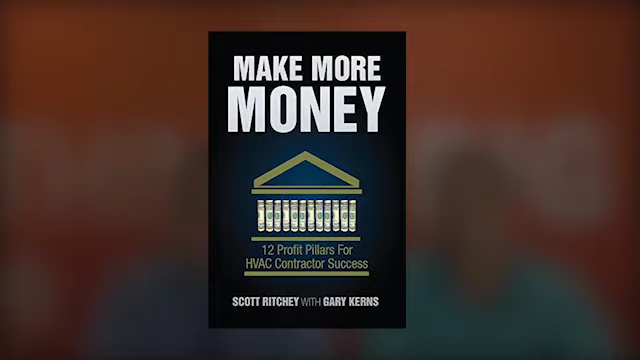 MAKE MORE
MONEY
12 Profit Pillars For
HVAC Contractor Success
SCOTT RITCHEY WITH GARY KERNS